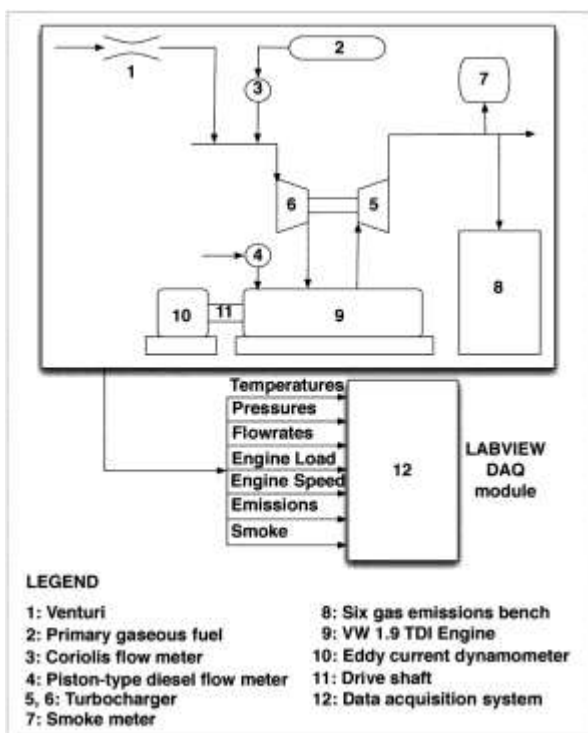 1
2
3
7
6
5
4
8
10
11
9
Temperatures
Pressures
Flowrates
Engine Load
Engine Speed
Emissions
Smoke
12
LABVIEW
DAQ
module
LEGEND
1: Venturi
2: Primary gaseous fuel
3: Coriolis flow meter
4: Piston-type diesel flow meter
5, 6: Turbocharger
7: Smoke meter
8: Six gas emissions bench
9: VW 1.9 TDI Engine
10: Eddy current dynamometer
11: Drive shaft
12: Data acquisition system